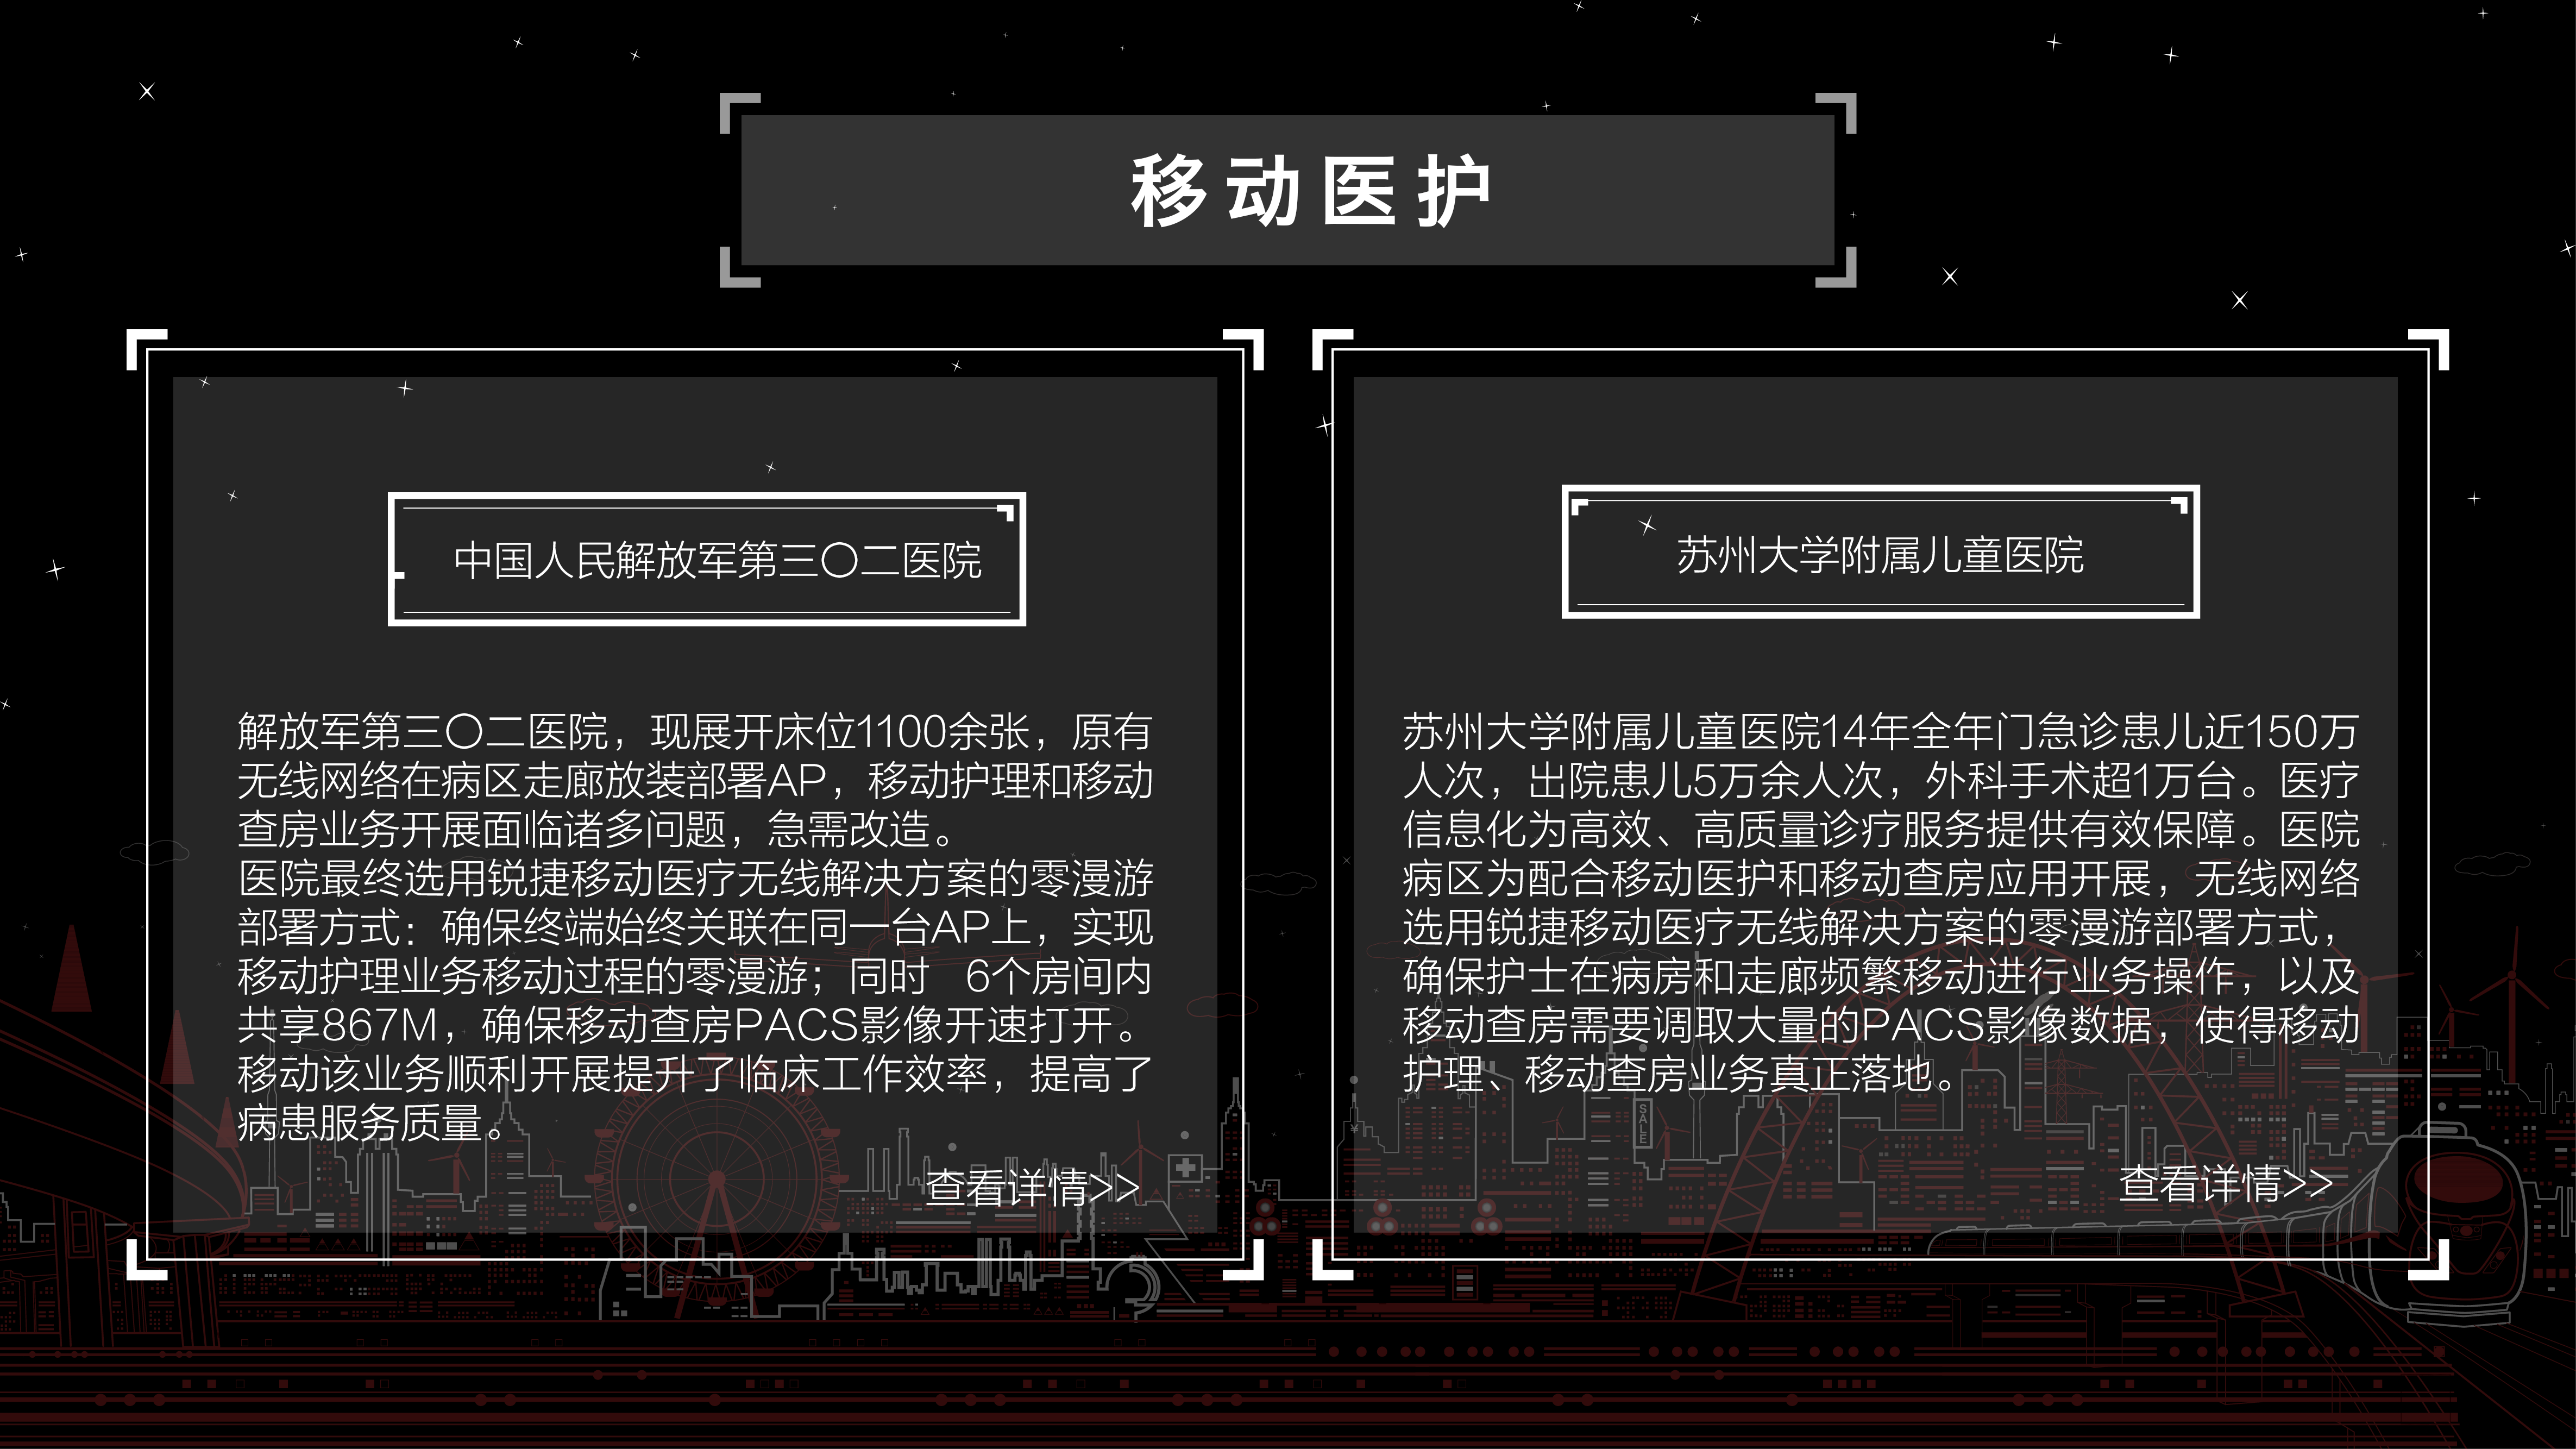 移动医护
中国人民解放军第三〇二医院
解放军第三〇二医院，现展开床位1100余张，原有
无线网络在病区走廊放装部署AP，移动护理和移动
查房业务开展面临诸多问题，急需改造。
医院最终选用锐捷移动医疗无线解决方案的零漫游
部署方式：确保终端始终关联在同一台AP上，实现
移动护理业务移动过程的零漫游；同时 6个房间内
共享867M，确保移动查房PACS影像开速打开。
移动该业务顺利开展提升了临床工作效率，提高了
病患服务质量。
查看详情>>
苏州大学附属儿童医院
苏州大学附属儿童医院14年全年门急诊患儿近150万
人次，出院患儿5万余人次，外科手术超1万台。医疗
信息化为高效、高质量诊疗服务提供有效保障。医院
病区为配合移动医护和移动查房应用开展，无线网络
选用锐捷移动医疗无线解决方案的零漫游部署方式，
确保护士在病房和走廊频繁移动进行业务操作，以及
移动查房需要调取大量的PACS影像数据，使得移动
护理、移动查房业务真正落地。
SALE
¥
查看详情>>